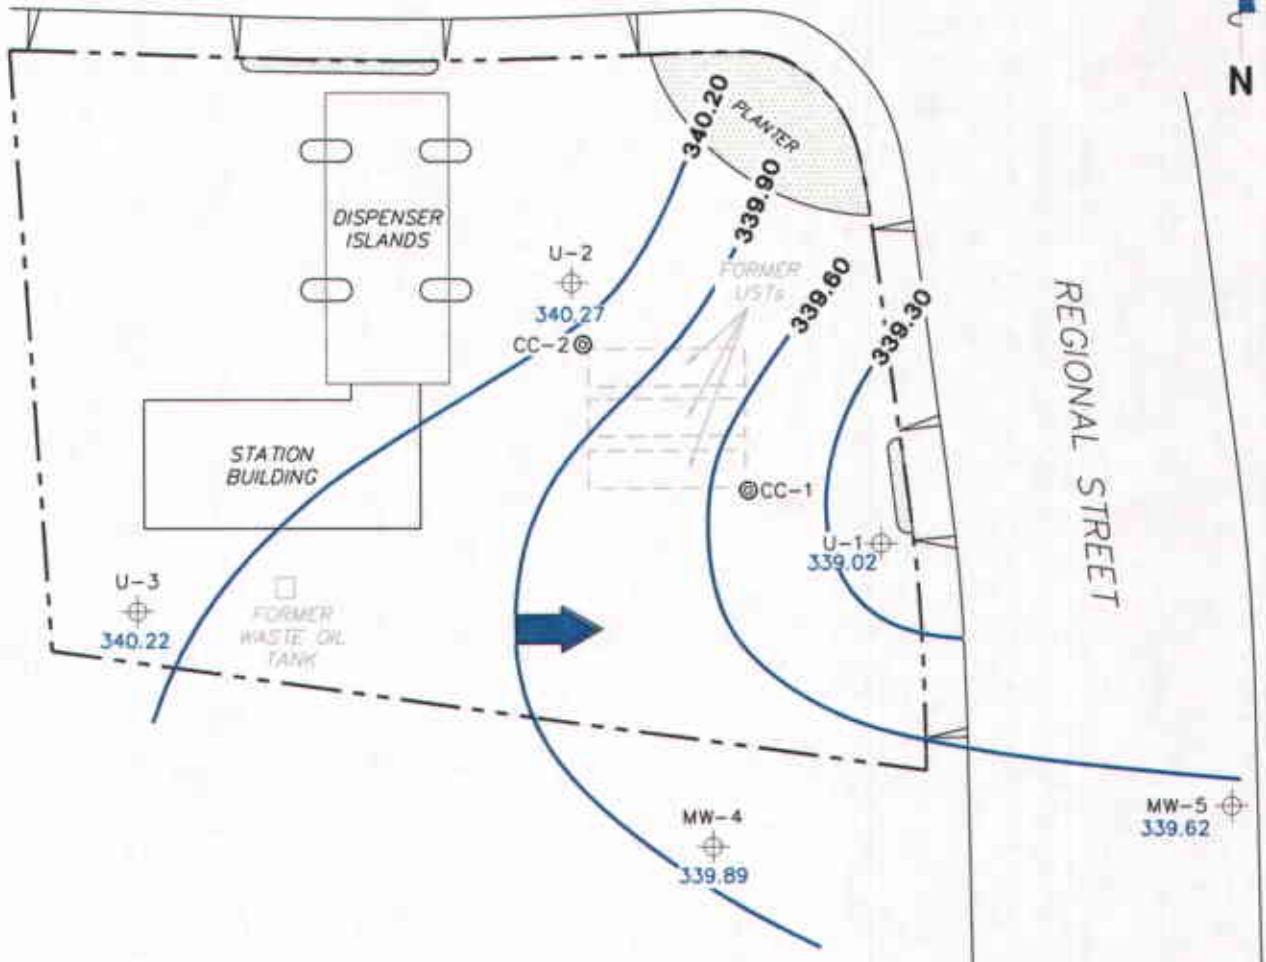 N
340.20
PLANTER
339.90
DISPENSER
ISLANDS
U-2
340.27
FORMER
USTs
339.60
339.30
CC-2
REGIONAL STREET
STATION
BUILDING
CC-1
U-1
339.02
U-3
340.22
FORMER
WASTE OIL
TANK
MW-4
339.89
MW-5
339.62